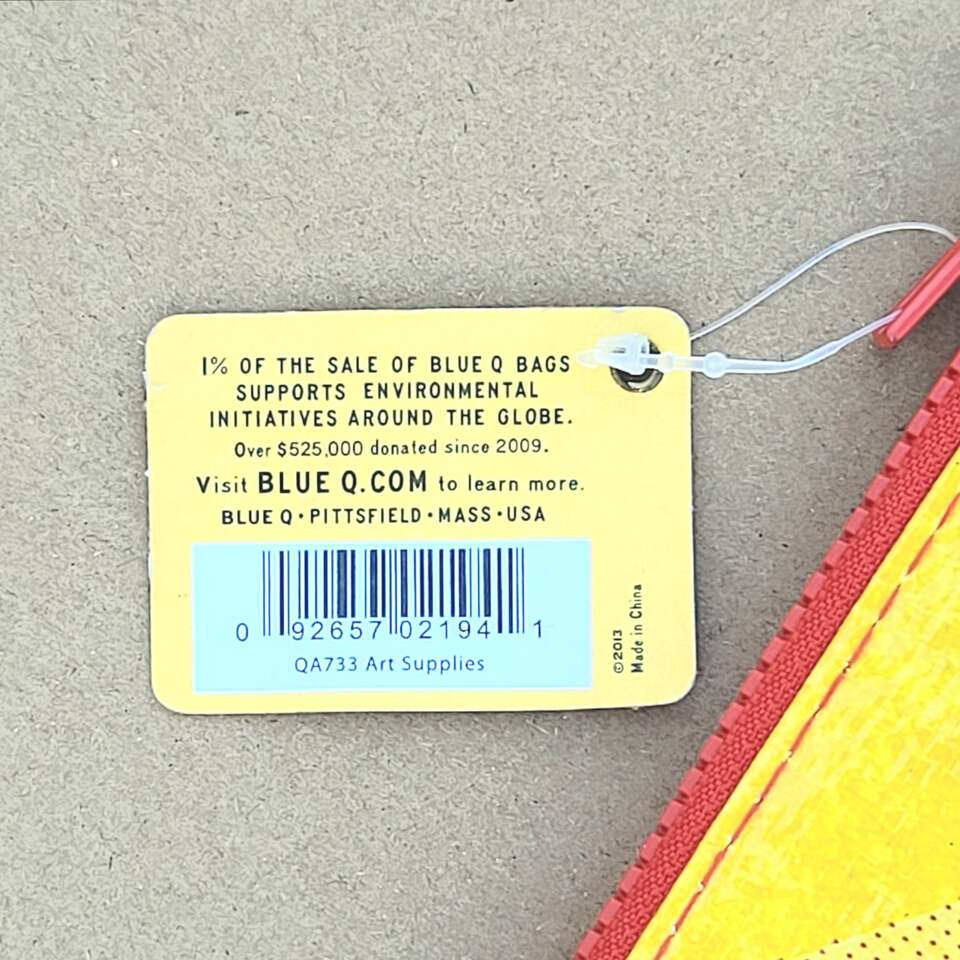 1% OF THE SALE OF BLUE Q BAGS
SUPPORTS ENVIRONMENTAL
INITIATIVES AROUND THE GLOBE.
Over $525,000 donated since 2009.
Visit BLUE Q.COM to learn more.
BLUE Q • PITTSFIELD • MASS • USA
0 92657 02194 1
QA733 Art Supplies
©2013
Made in China